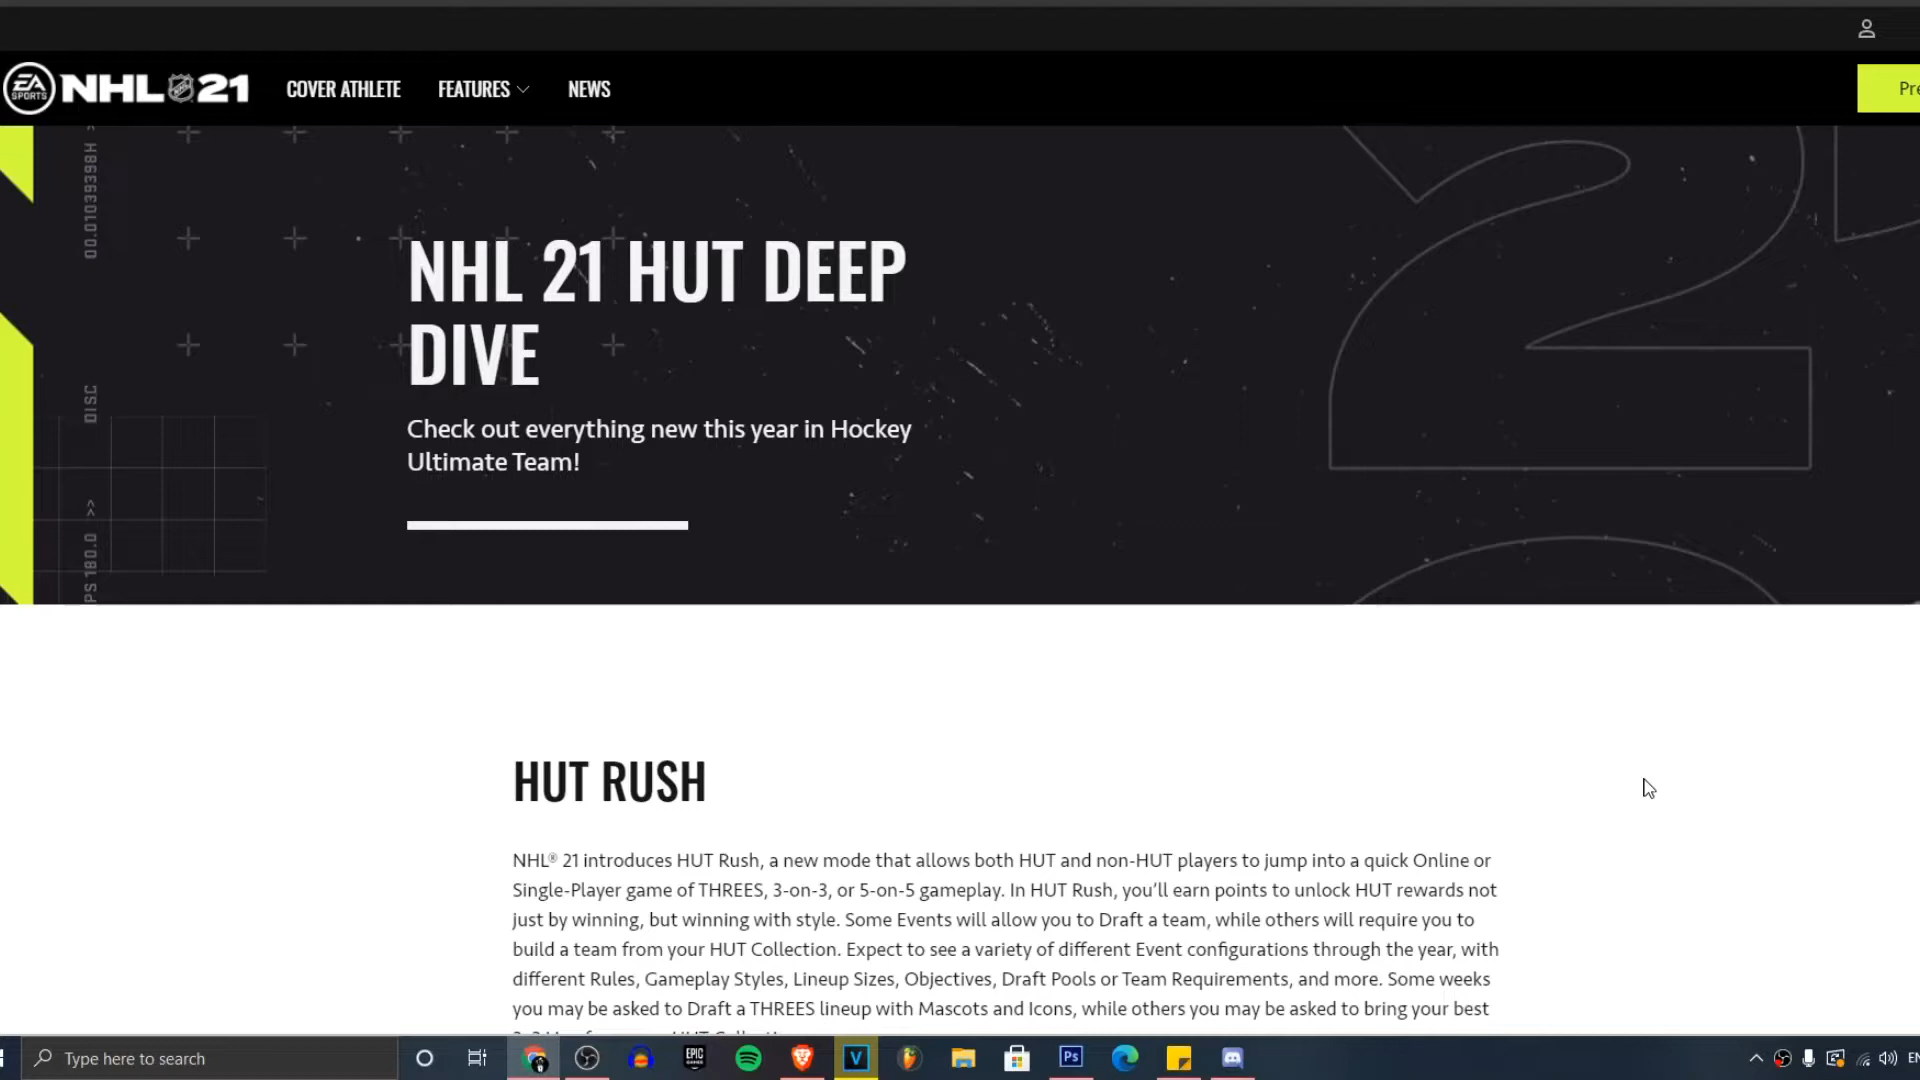 EA SPORTS NHL 21
COVER ATHLETE
FEATURES
NEWS
NHL 21 HUT DEEP
DIVE
Check out everything new this year in Hockey
Ultimate Team!
DISC
HUT RUSH
NHL® 21 introduces HUT Rush, a new mode that allows both HUT and non-HUT players to jump into a quick Online or
Single-Player game of THREES, 3-on-3, or 5-on-5 gameplay. In HUT Rush, you’ll earn points to unlock HUT rewards not
just by winning, but winning with style. Some Events will allow you to Draft a team, while others will require you to
build a team from your HUT Collection. Expect to see a variety of different Event configurations through the year, with
different Rules, Gameplay Styles, Lineup Sizes, Objectives, Draft Pools or Team Requirements, and more. Some weeks
you may be asked to Draft a THREES lineup with Mascots and Icons, while others you may be asked to bring your best
Type here to search
EPIC GAMES
V
Ps